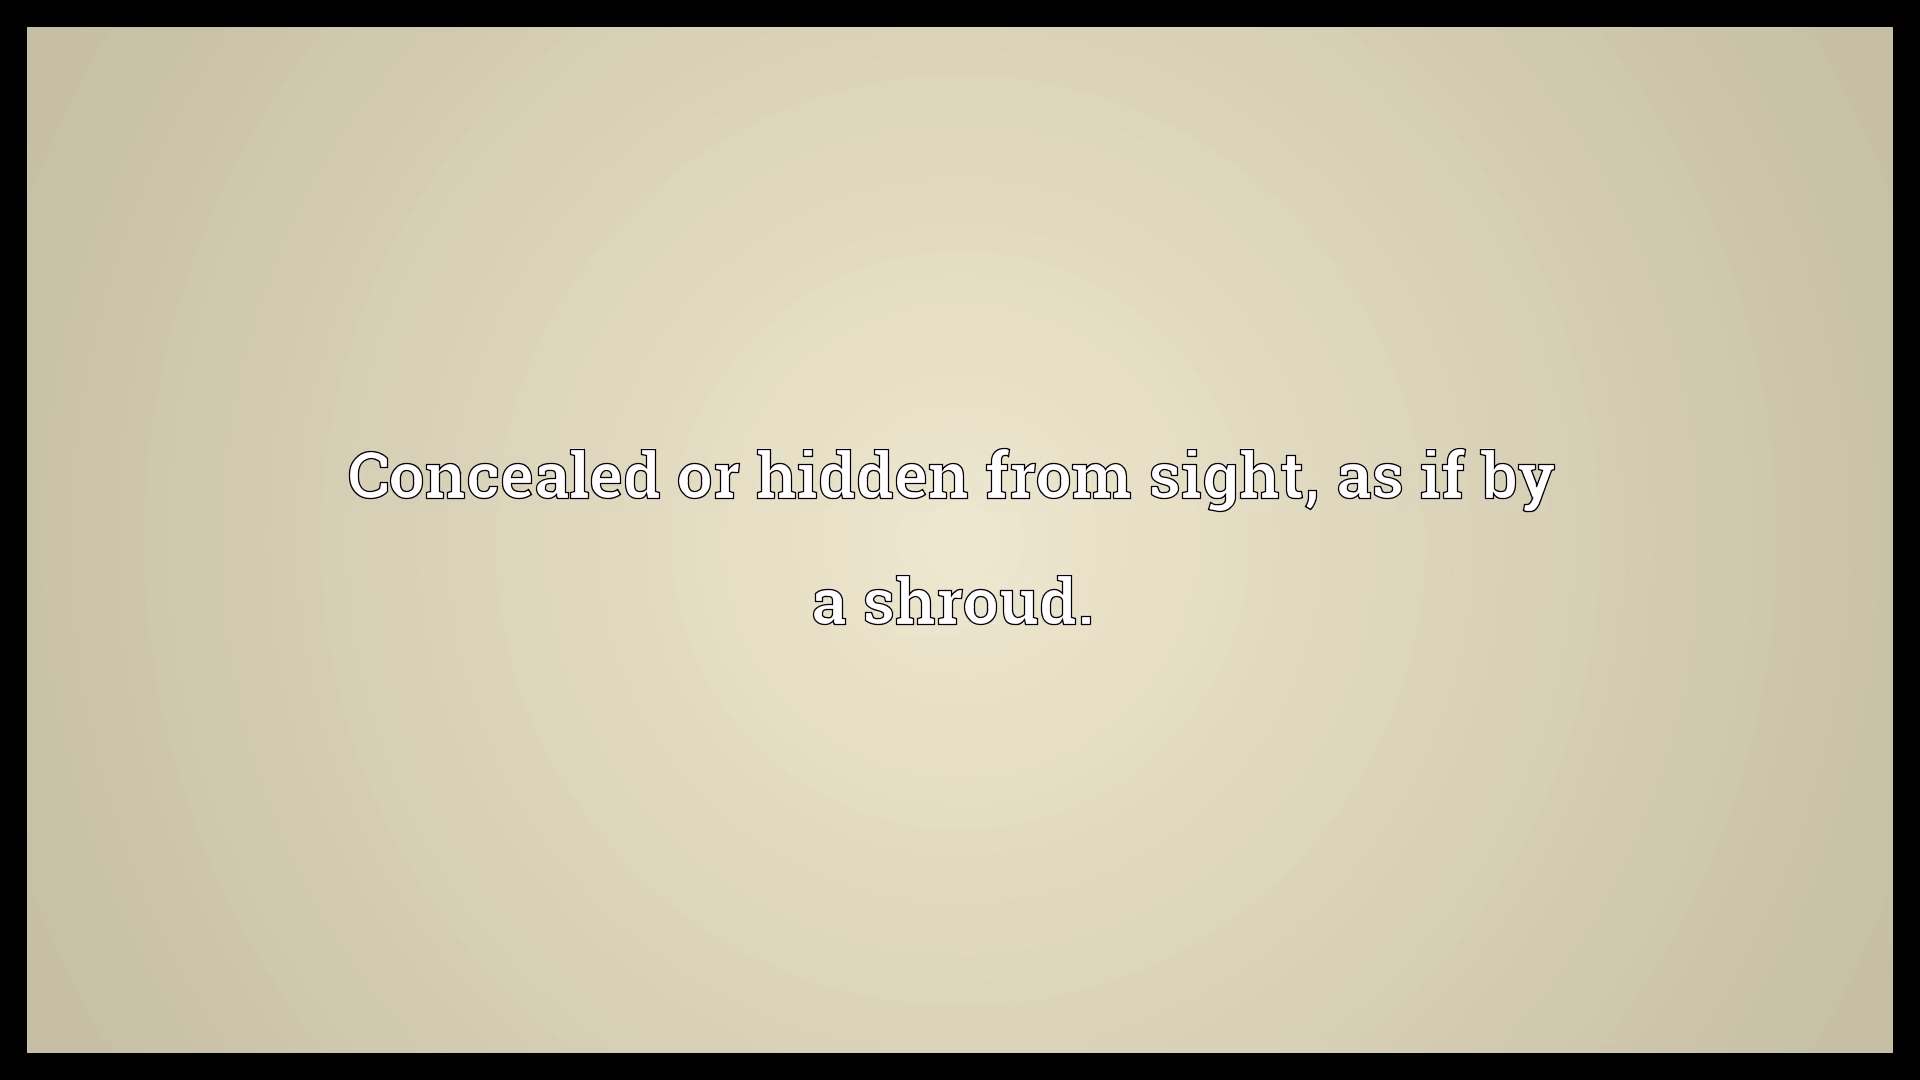 Concealed or hidden from sight, as if by
a shroud.